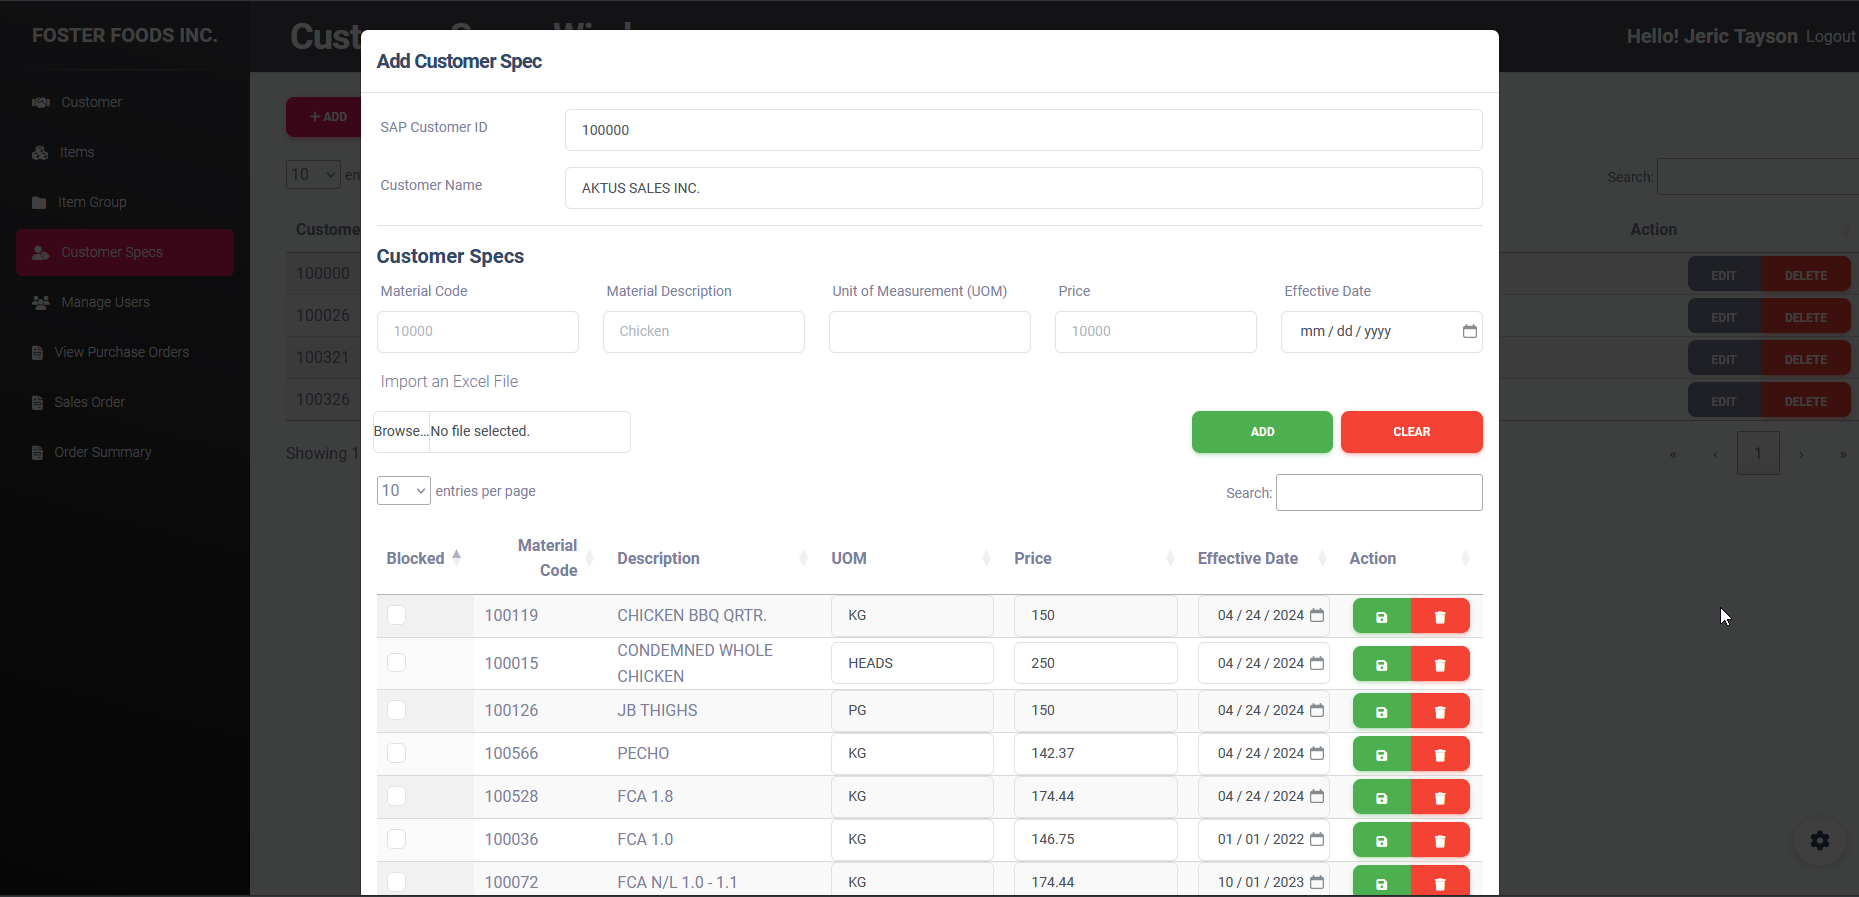 FOSTER FOODS INC.
Customer
Items
Item Group
Customer Specs
Manage Users
View Purchase Orders
Sales Order
Order Summary
Hello! Jeric Tayson Logout
+ ADD
10
Search:
Action
100000
EDIT DELETE
100026
EDIT DELETE
100321
EDIT DELETE
100326
EDIT DELETE
Showing 1
« ‹ 1 › »
Add Customer Spec
SAP Customer ID 100000
Customer Name AKTUS SALES INC.
Customer Specs
Material Code Material Description Unit of Measurement (UOM) Price Effective Date
10000 Chicken 10000 mm / dd / yyyy
Import an Excel File
Browse... No file selected. ADD CLEAR
10 entries per page Search:
Blocked Material Code Description UOM Price Effective Date Action
100119 CHICKEN BBQ QRTR. KG 150 04 / 24 / 2024
100015 CONDEMNED WHOLE CHICKEN HEADS 250 04 / 24 / 2024
100126 JB THIGHS PG 150 04 / 24 / 2024
100566 PECHO KG 142.37 04 / 24 / 2024
100528 FCA 1.8 KG 174.44 04 / 24 / 2024
100036 FCA 1.0 KG 146.75 01 / 01 / 2022
100072 FCA N/L 1.0 - 1.1 KG 174.44 10 / 01 / 2023